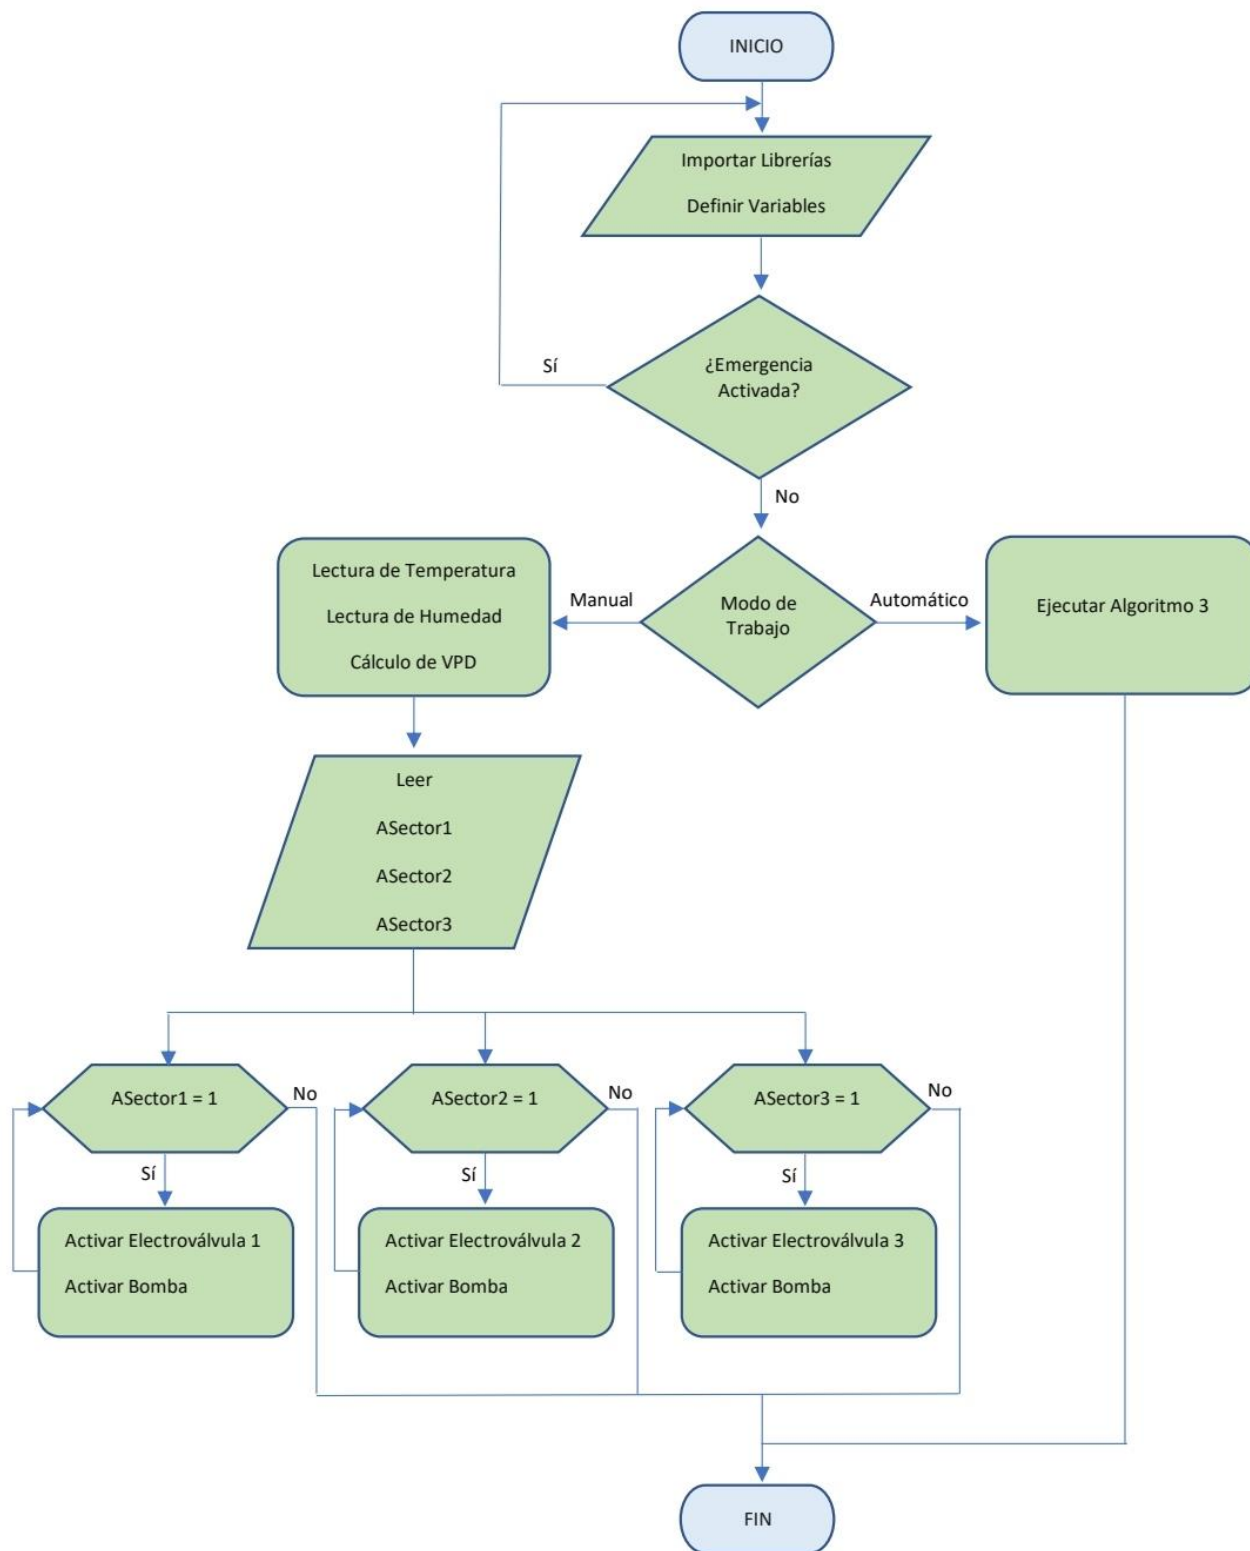 INICIO
Importar Librerías
Definir Variables
¿Emergencia
Activada?
Sí
No
Modo de
Trabajo
Manual
Automático
Lectura de Temperatura
Lectura de Humedad
Cálculo de VPD
Ejecutar Algoritmo 3
Leer
ASector1
ASector2
ASector3
ASector1 = 1
No
Sí
Activar Electroválvula 1
Activar Bomba
ASector2 = 1
No
Sí
Activar Electroválvula 2
Activar Bomba
ASector3 = 1
No
Sí
Activar Electroválvula 3
Activar Bomba
FIN